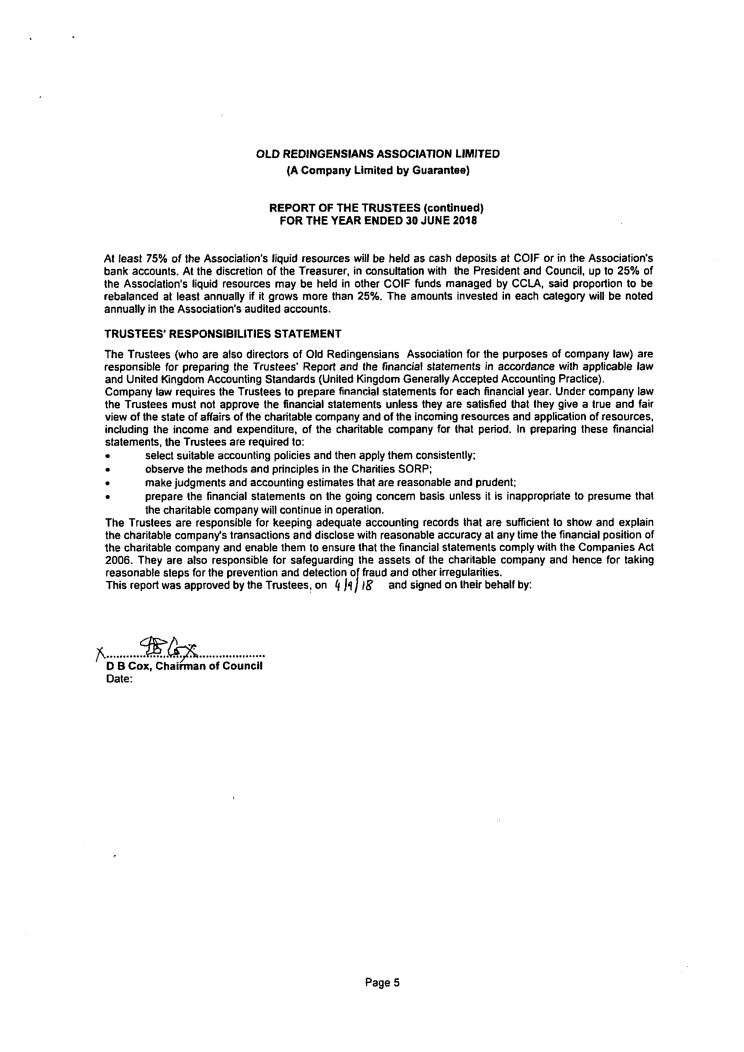 OLD REDINGENSIANS ASSOCIATION LIMITED
(A Company Limited by Guarantee)
REPORT OF THE TRUSTEES (continued)
FOR THE YEAR ENDED 30 JUNE 2018
At least 75% of the Association's liquid resources will be held as cash deposits at COIF or in the Association's
bank accounts. At the discretion of the Treasurer, in consultation with the President and Council, up to 25% of
the Association's liquid resources may be held in other COIF funds managed by CCLA, said proportion to be
rebalanced at least annually if it grows more than 25%. The amounts invested in each category will be noted
annually in the Association's audited accounts.
TRUSTEES' RESPONSIBILITIES STATEMENT
The Trustees (who are also directors of Old Redingensians Association for the purposes of company law) are
responsible for preparing the Trustees' Report and the financial statements in accordance with applicable law
and United Kingdom Accounting Standards (United Kingdom Generally Accepted Accounting Practice).
Company law requires the Trustees to prepare financial statements for each financial year. Under company law
the Trustees must not approve the financial statements unless they are satisfied that they give a true and fair
view of the state of affairs of the charitable company and of the incoming resources and application of resources,
including the income and expenditure, of the charitable company for that period. In preparing these financial
statements, the Trustees are required to:
• select suitable accounting policies and then apply them consistently;
• observe the methods and principles in the Charities SORP;
• make judgments and accounting estimates that are reasonable and prudent;
• prepare the financial statements on the going concern basis unless it is inappropriate to presume that
the charitable company will continue in operation.
The Trustees are responsible for keeping adequate accounting records that are sufficient to show and explain
the charitable company's transactions and disclose with reasonable accuracy at any time the financial position of
the charitable company and enable them to ensure that the financial statements comply with the Companies Act
2006. They are also responsible for safeguarding the assets of the charitable company and hence for taking
reasonable steps for the prevention and detection of fraud and other irregularities.
This report was approved by the Trustees, on 4/9/18 and signed on their behalf by:
X DB Cox
D B Cox, Chairman of Council
Date:
Page 5